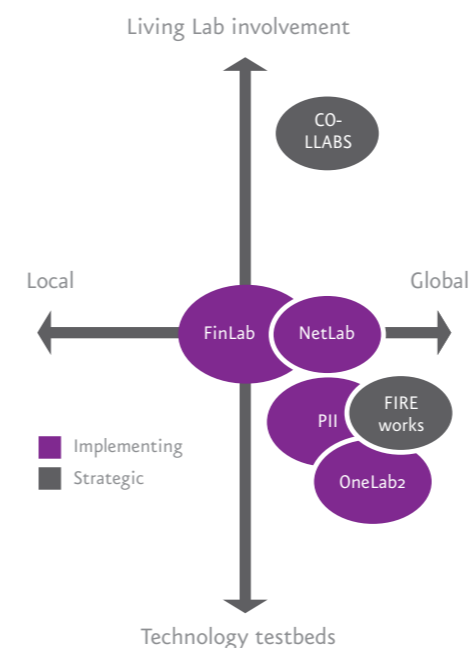 Living Lab involvement
CO-
LLABS
Local
Global
FinLab
NetLab
PII
FIRE
works
OneLab2
Implementing
Strategic
Technology testbeds